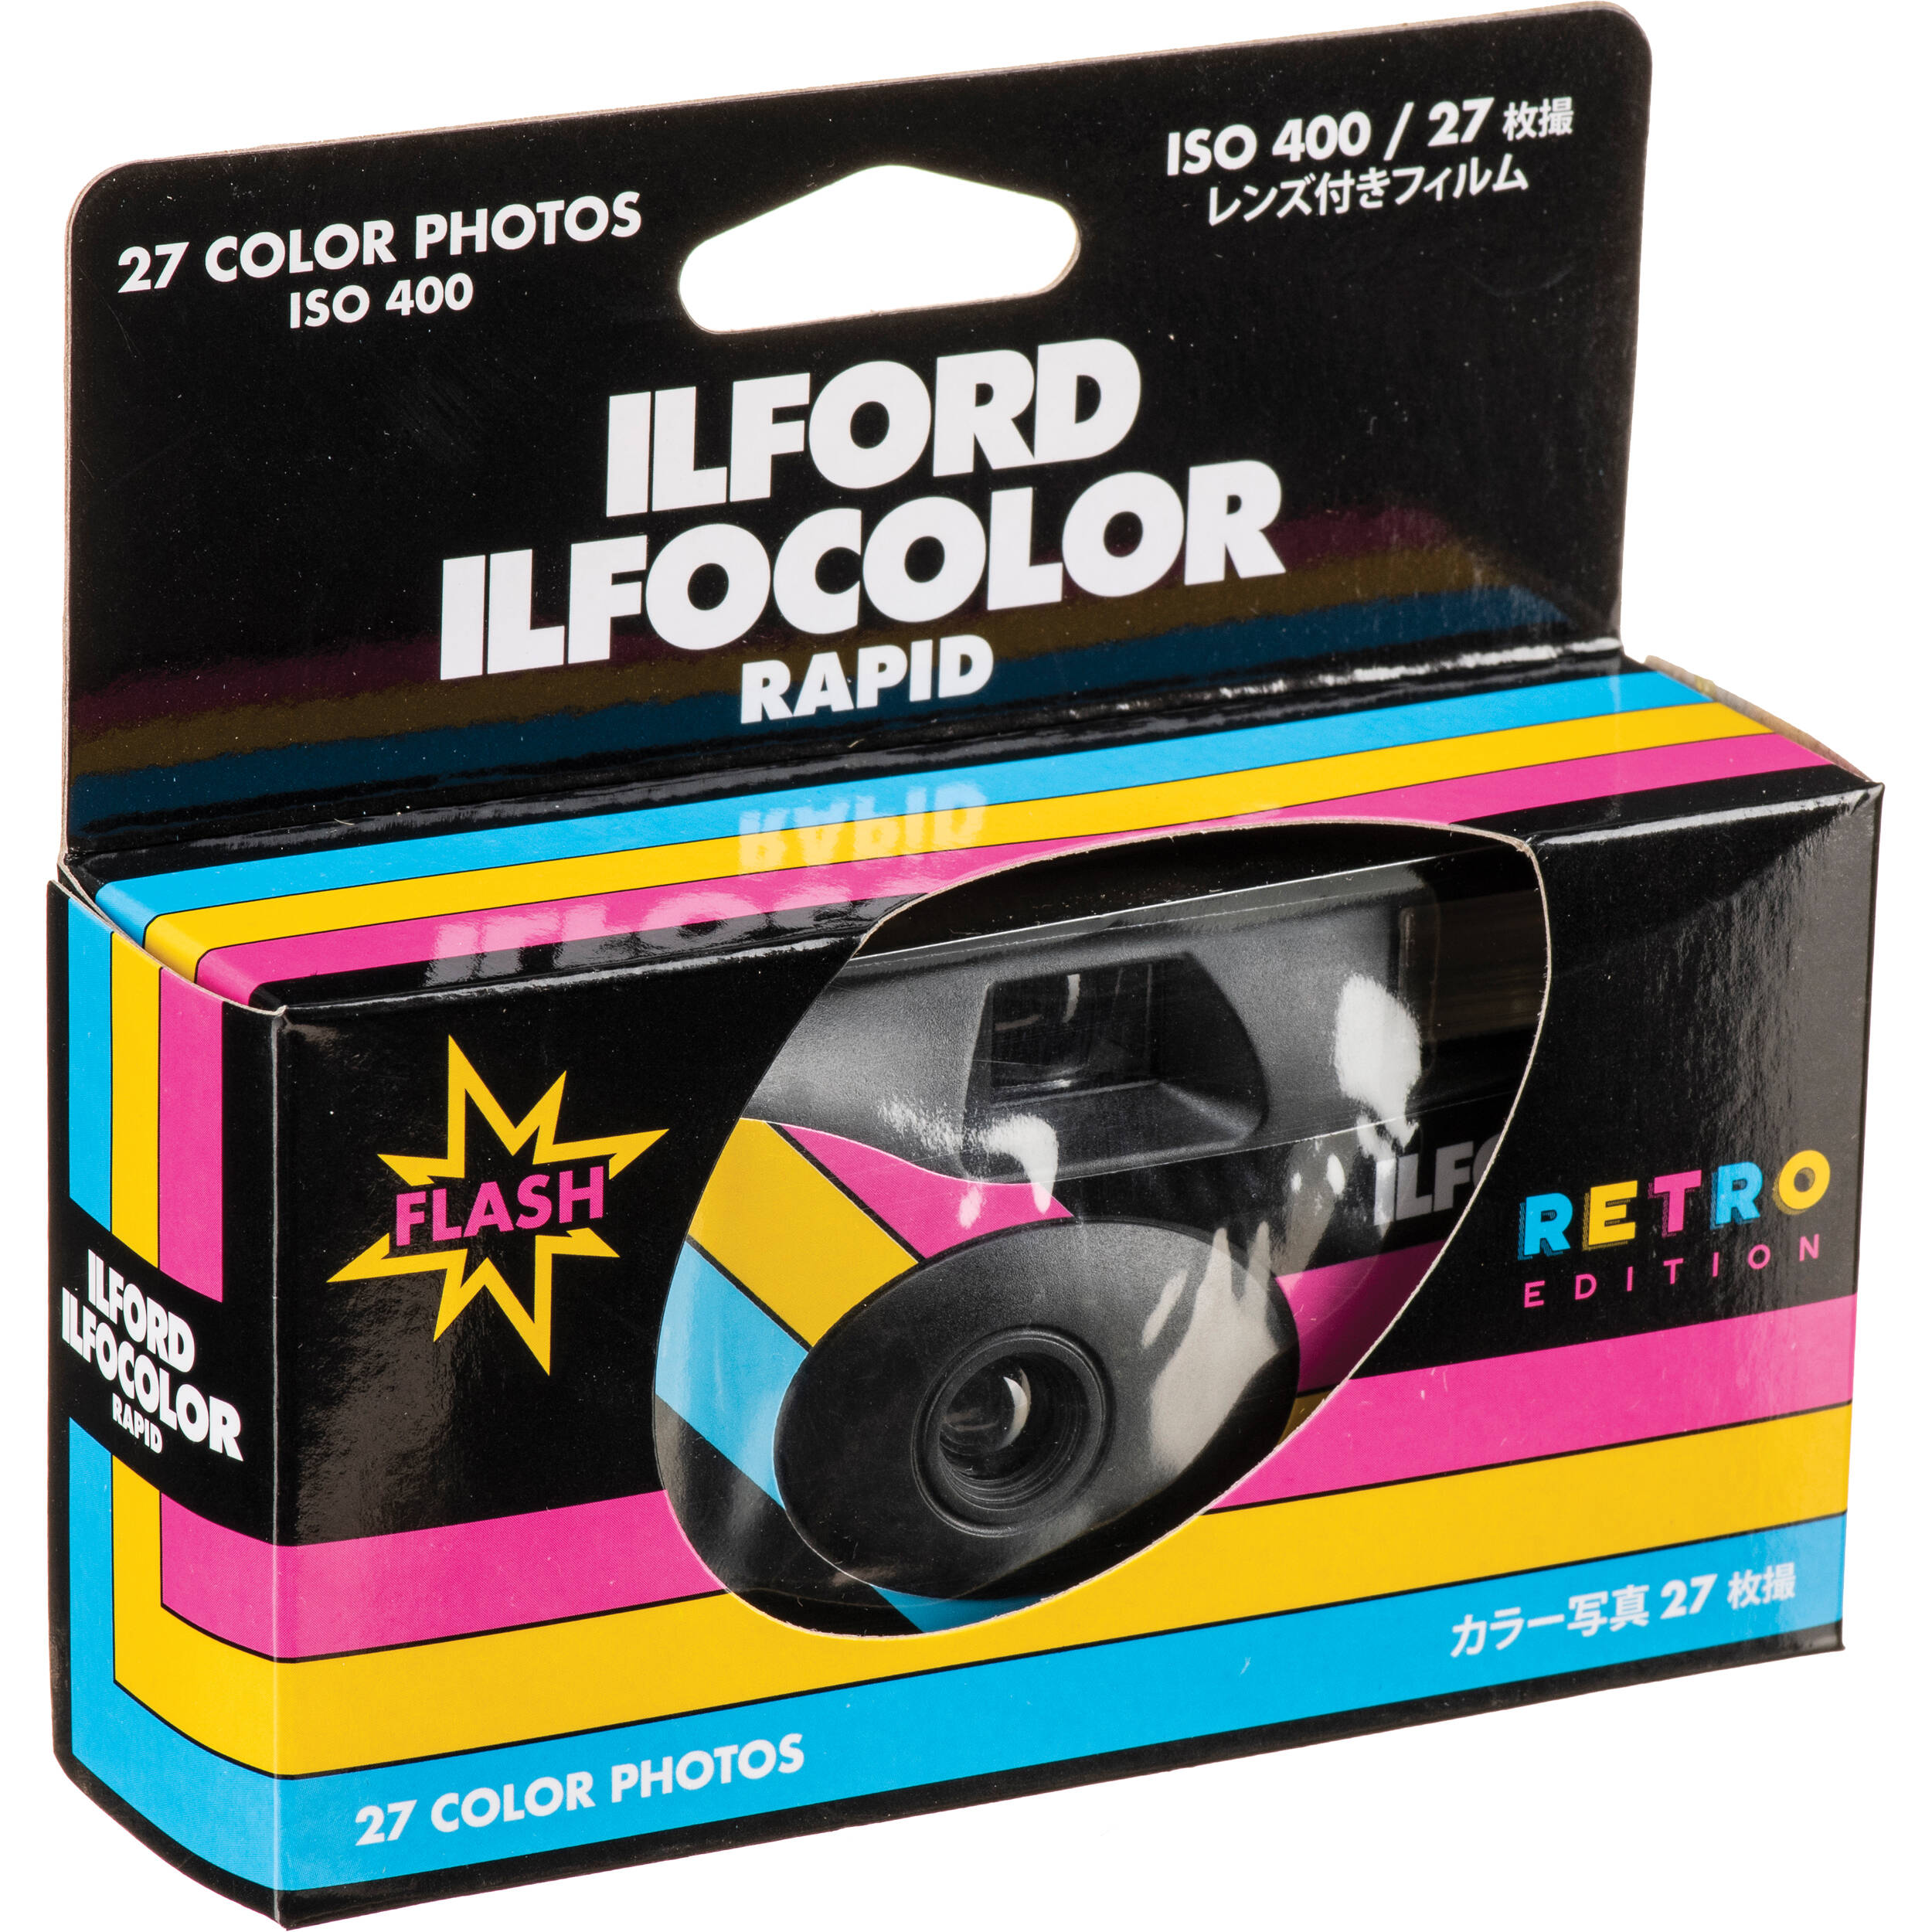 27 COLOR PHOTOS
ISO 400
ISO 400 / 27 枚撮
レンズ付きフィルム
ILFORD
ILFOCOLOR
RAPID
FLASH
ILFO
RETRO
EDITION
ILFORD
ILFOCOLOR
RAPID
カラー写真 27 枚撮
27 COLOR PHOTOS